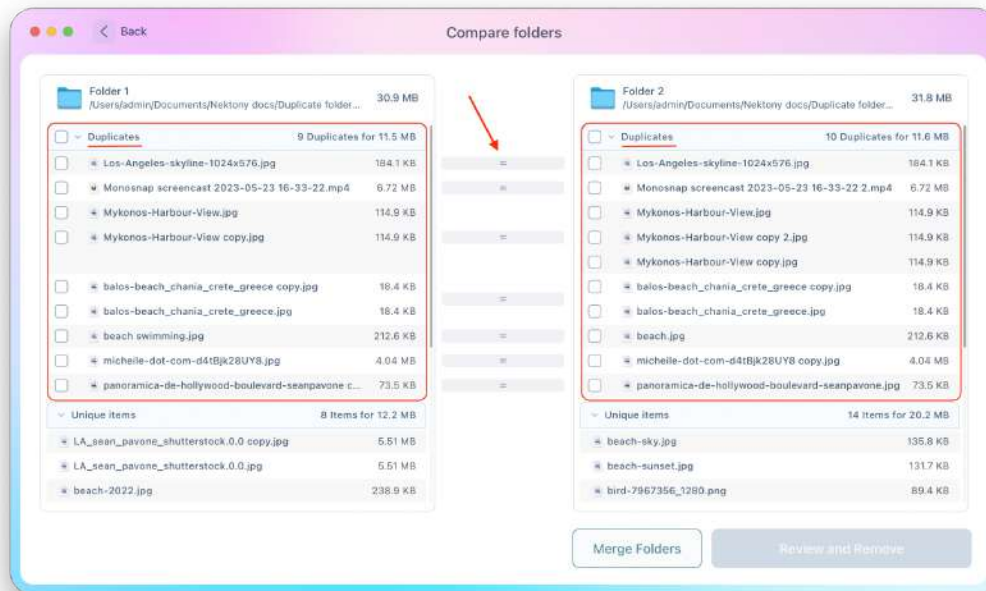 Back
Compare folders
Folder 1
/Users/admin/Documents/Nektony docs/Duplicate folder...
30.9 MB
Duplicates 9 Duplicates for 11.5 MB
Los-Angeles-skyline-1024x576.jpg 184.1 KB
Monosnap screencast 2023-05-23 16-33-22.mp4 6.72 MB
Mykonos-Harbour-View.jpg 114.9 KB
Mykonos-Harbour-View copy.jpg 114.9 KB
balos-beach_chania_crete_greece copy.jpg 18.4 KB
balos-beach_chania_crete_greece.jpg 18.4 KB
beach swimming.jpg 212.6 KB
micheile-dot-com-d4tBjk28UY8.jpg 4.04 MB
panoramica-de-hollywood-boulevard-seanpavone c... 73.5 KB
Unique items 8 Items for 12.2 MB
LA_sean_pavone_shutterstock.0.0 copy.jpg 5.51 MB
LA_sean_pavone_shutterstock.0.0.jpg 5.51 MB
beach-2022.jpg 238.9 KB
=
=
=
=
=
=
=
Folder 2
/Users/admin/Documents/Nektony docs/Duplicate folder...
31.8 MB
Duplicates 10 Duplicates for 11.6 MB
Los-Angeles-skyline-1024x576.jpg 184.1 KB
Monosnap screencast 2023-05-23 16-33-22 2.mp4 6.72 MB
Mykonos-Harbour-View.jpg 114.9 KB
Mykonos-Harbour-View copy 2.jpg 114.9 KB
Mykonos-Harbour-View copy.jpg 114.9 KB
balos-beach_chania_crete_greece copy.jpg 18.4 KB
balos-beach_chania_crete_greece.jpg 18.4 KB
beach.jpg 212.6 KB
micheile-dot-com-d4tBjk28UY8 copy.jpg 4.04 MB
panoramica-de-hollywood-boulevard-seanpavone.jpg 73.5 KB
Unique items 14 Items for 20.2 MB
beach-sky.jpg 135.8 KB
beach-sunset.jpg 131.7 KB
bird-7967356_1280.png 89.4 KB
Merge Folders
Review and Remove